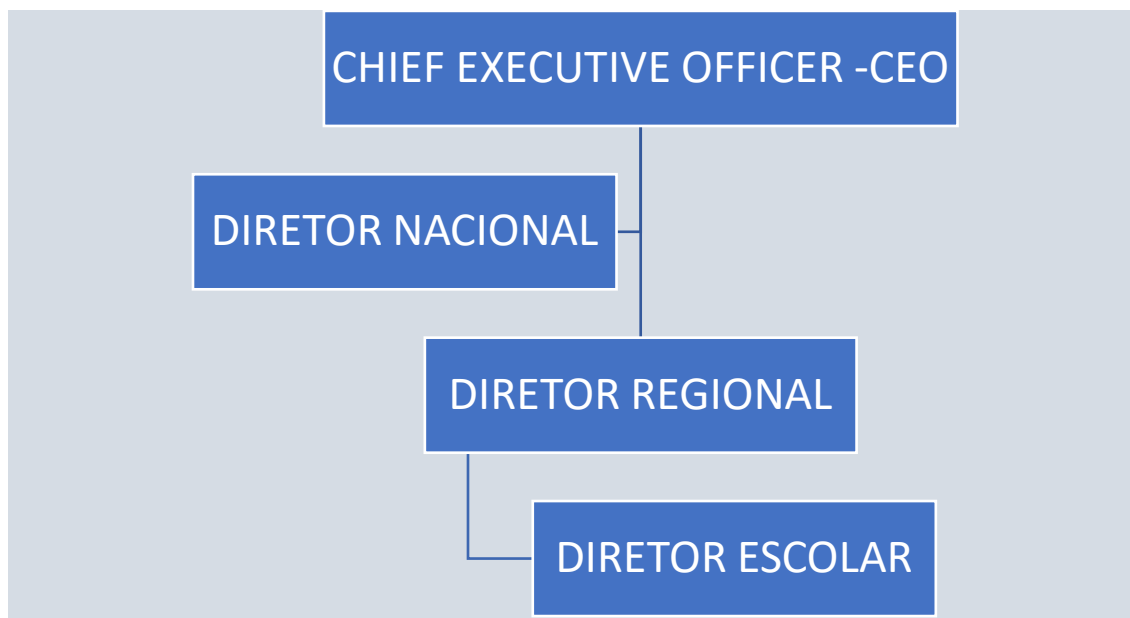 CHIEF EXECUTIVE OFFICER -CEO
DIRETOR NACIONAL
DIRETOR REGIONAL
DIRETOR ESCOLAR